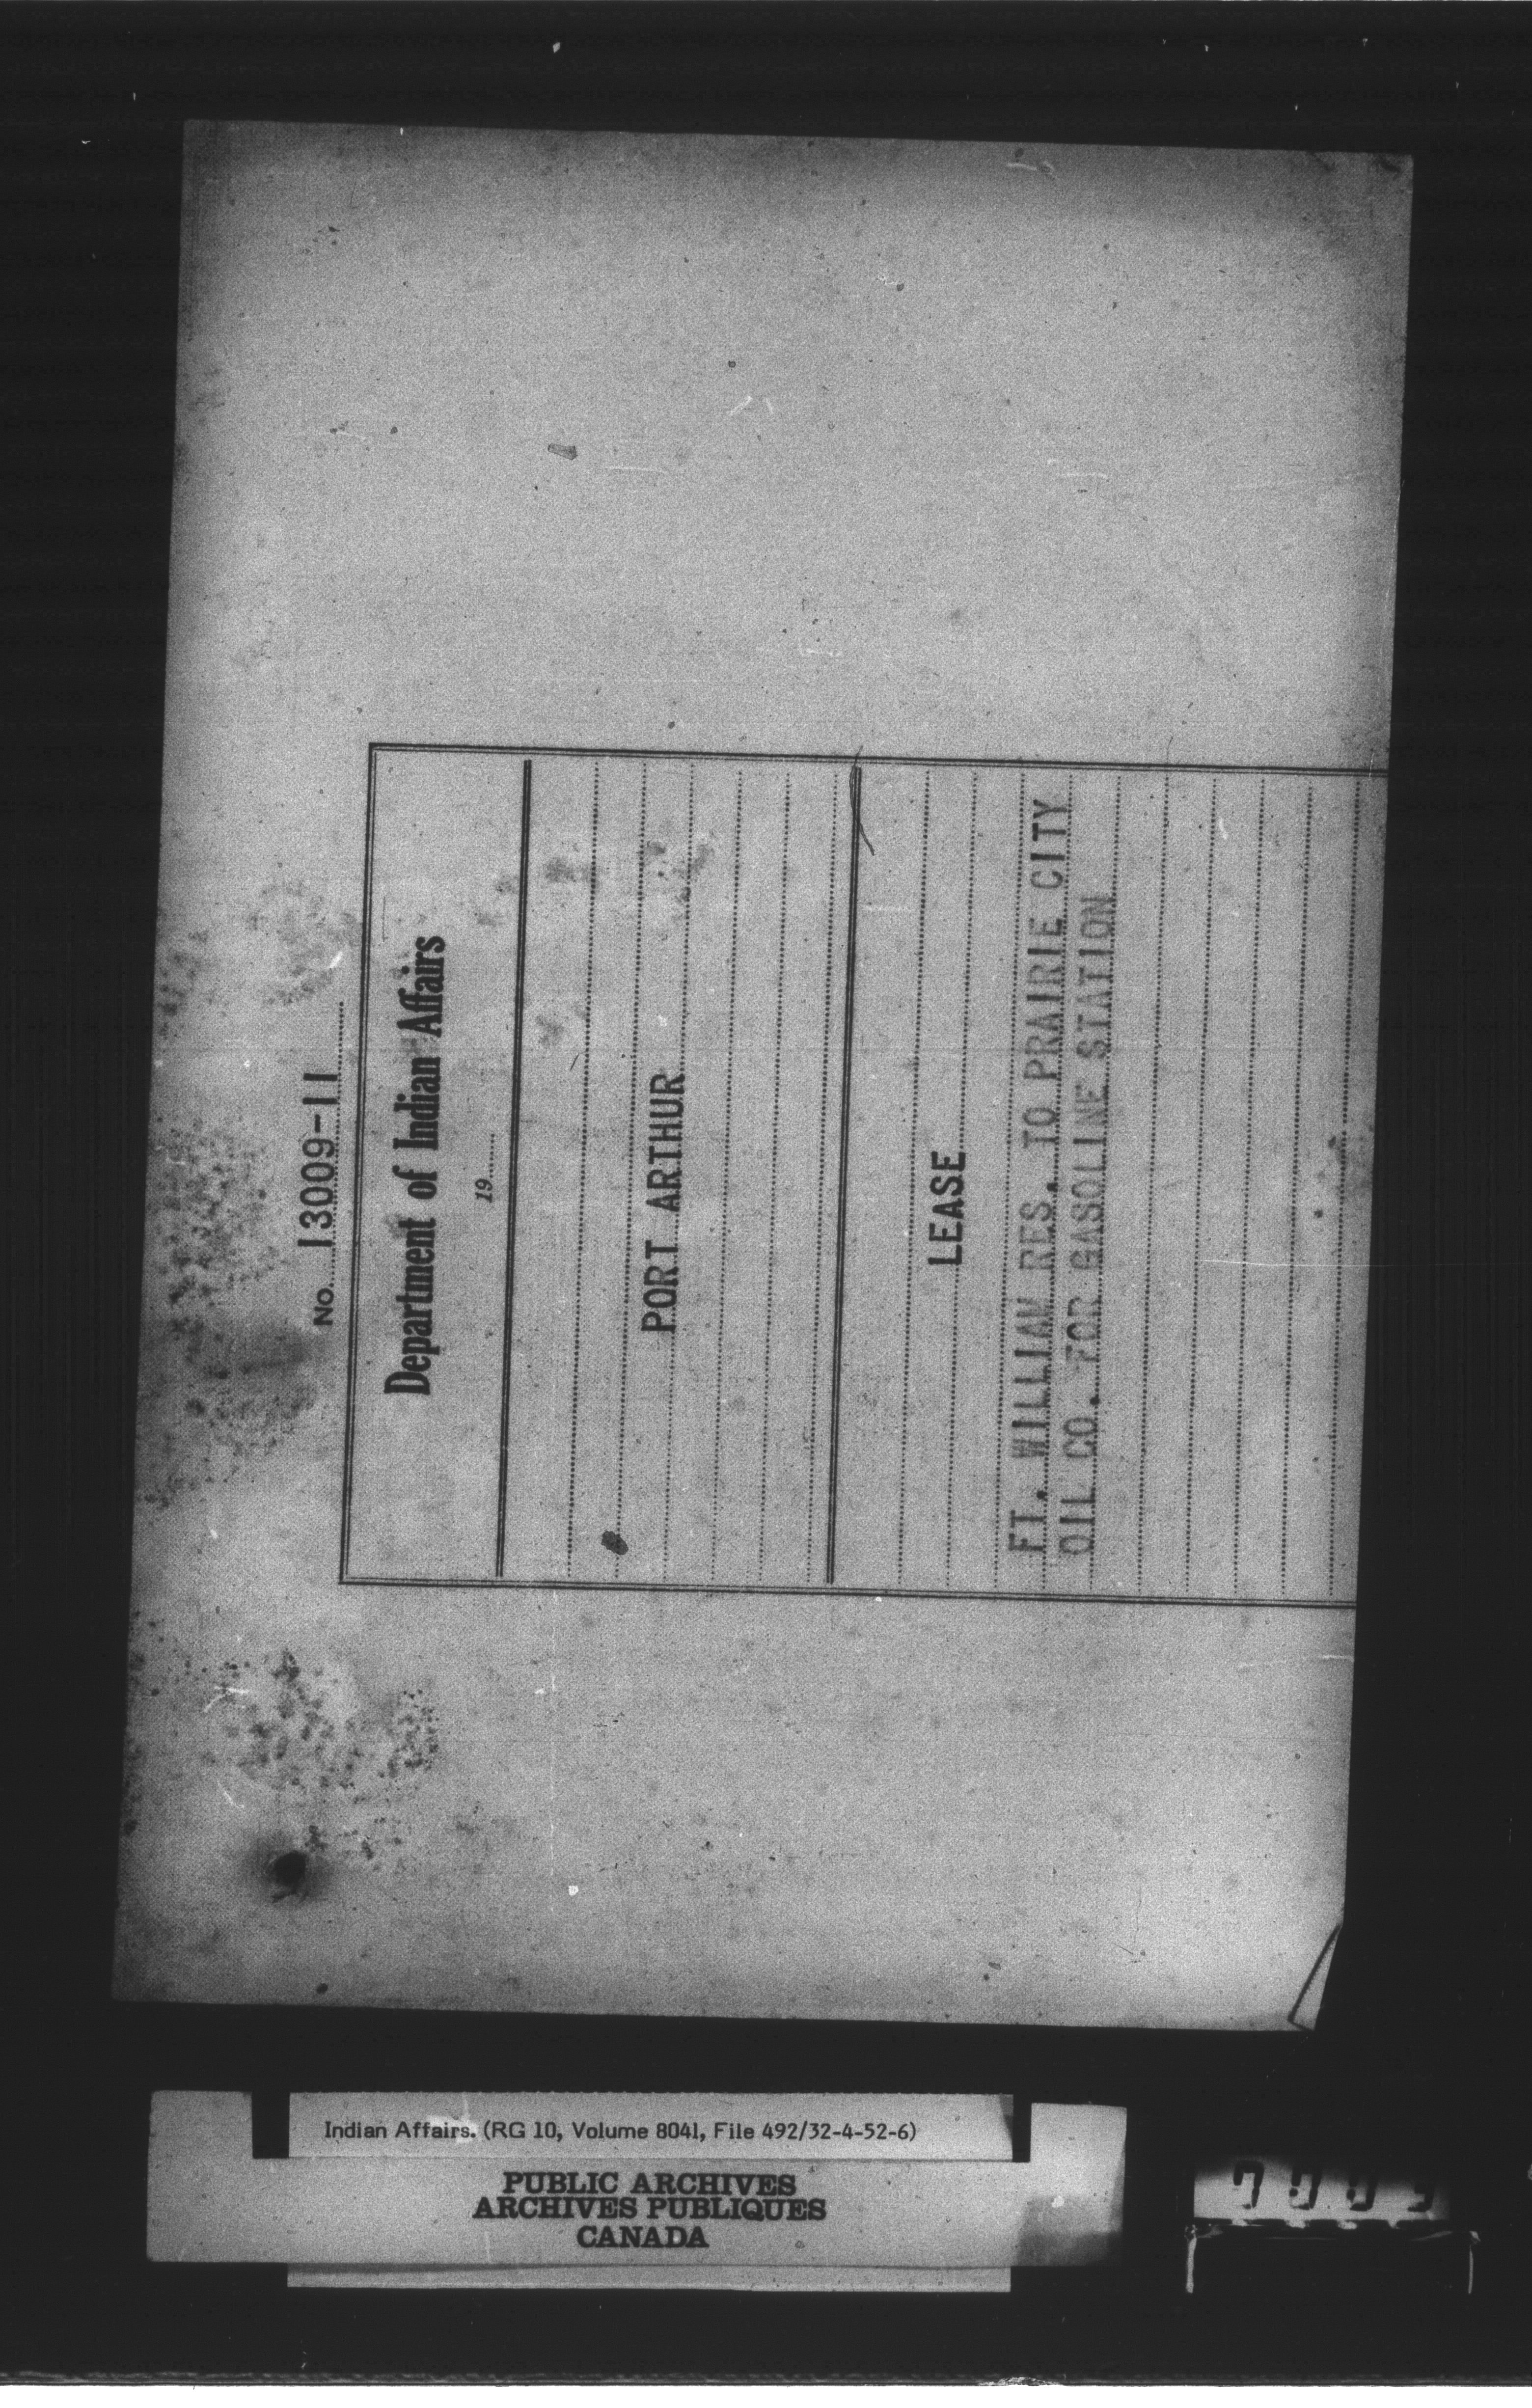 No. 13009-11
Department of Indian Affairs
19
PORT ARTHUR
LEASE
FT. WILLIAM RES. TO PRAIRIE CITY
OIL CO. FOR GASOLINE STATION
Indian Affairs. (RG 10, Volume 8041, File 492/32-4-52-6)
PUBLIC ARCHIVES
ARCHIVES PUBLIQUES
CANADA